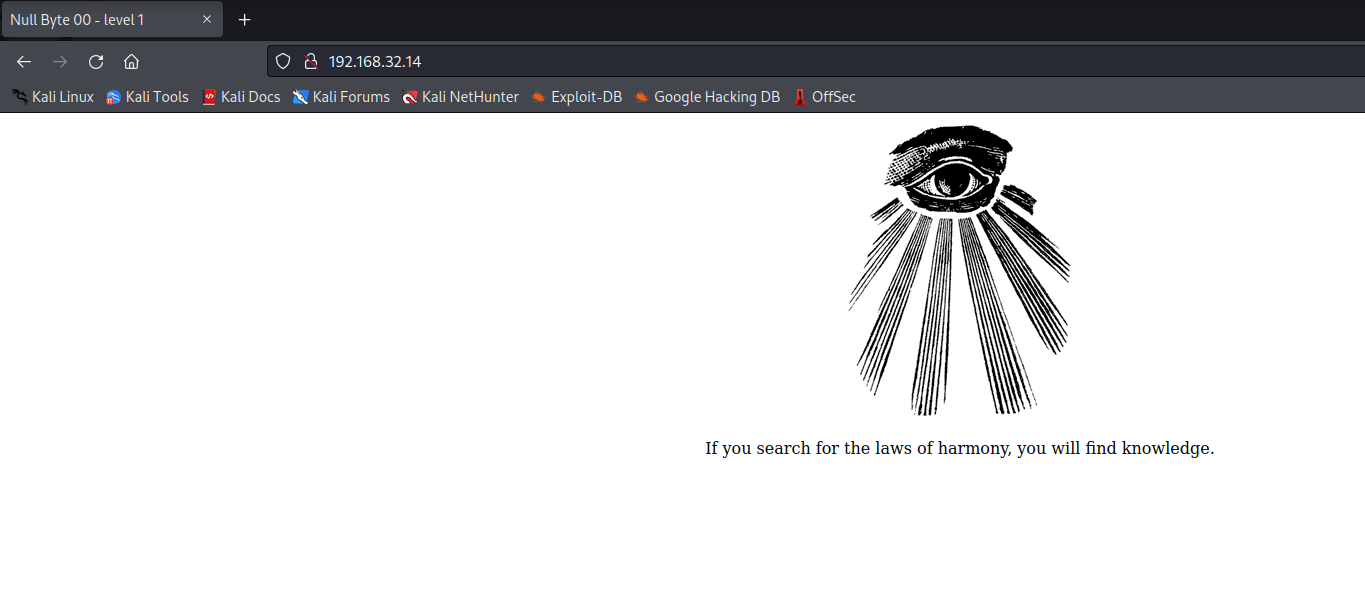 Null Byte 00 - level 1
192.168.32.14
Kali Linux Kali Tools Kali Docs Kali Forums Kali NetHunter Exploit-DB Google Hacking DB OffSec
If you search for the laws of harmony, you will find knowledge.